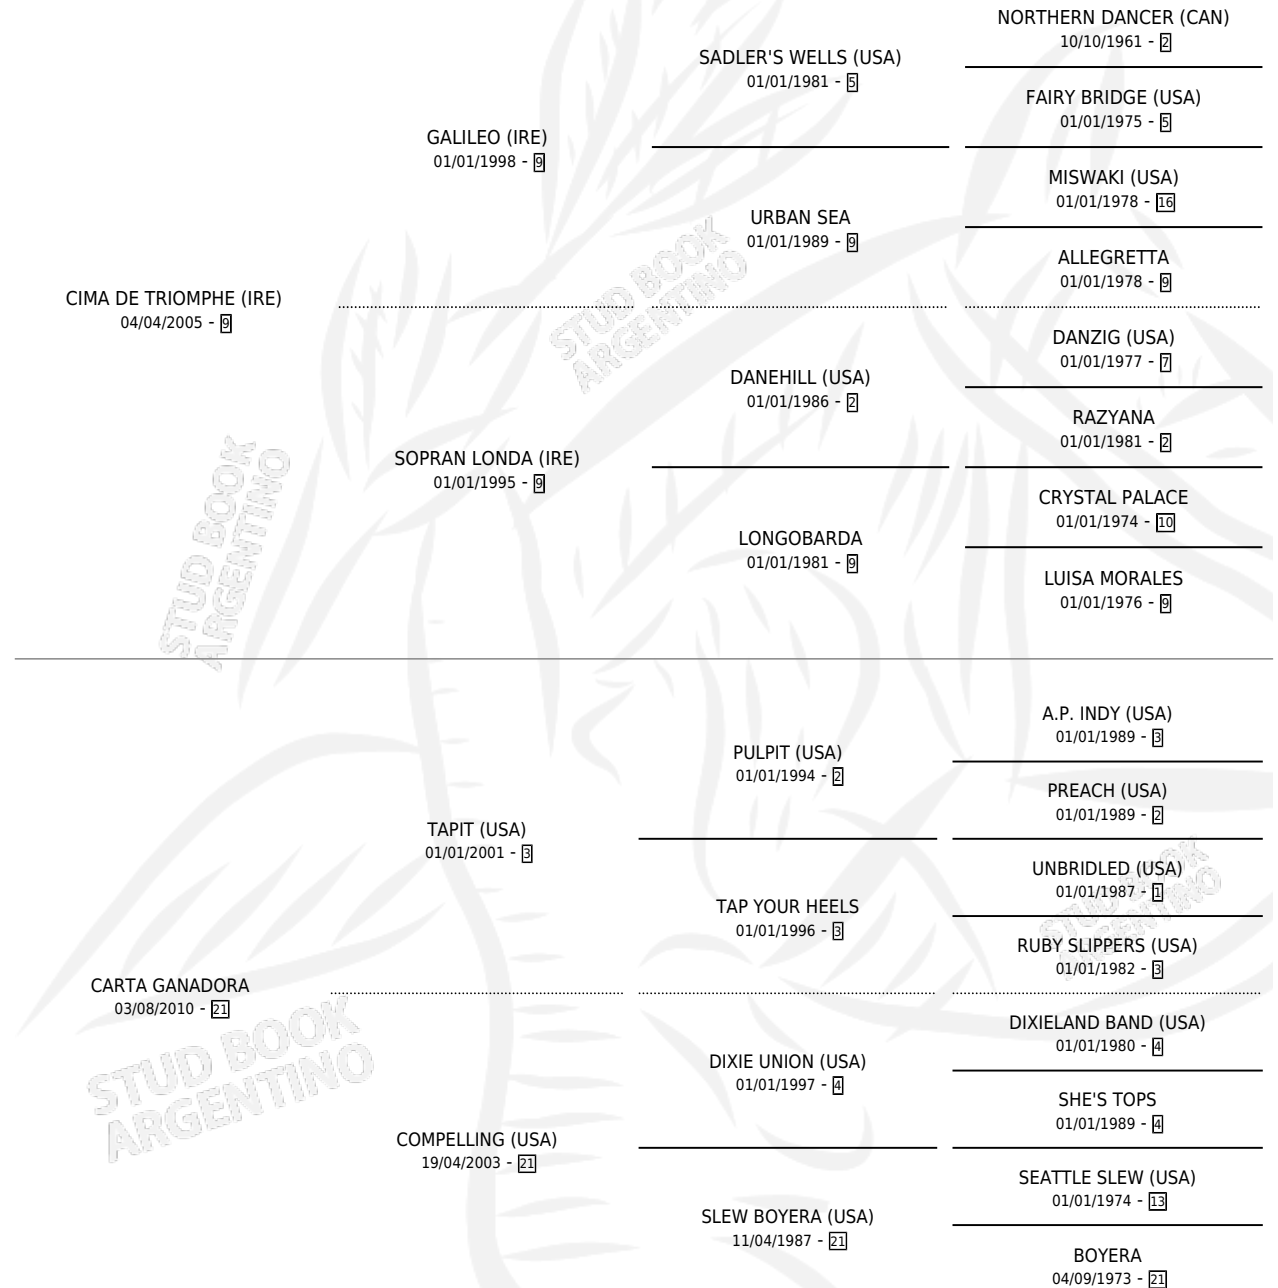 NORTHERN DANCER (CAN)
10/10/1961 - 2
SADLER'S WELLS (USA)
01/01/1981 - 5
FAIRY BRIDGE (USA)
01/01/1975 - 5
GALILEO (IRE)
01/01/1998 - 9
MISWAKI (USA)
01/01/1978 - 16
URBAN SEA
01/01/1989 - 9
ALLEGRETTA
01/01/1978 - 9
CIMA DE TRIOMPHE (IRE)
04/04/2005 - 9
STUD BOOK
ARGENTINO
DANZIG (USA)
01/01/1977 - 7
DANEHILL (USA)
01/01/1986 - 2
RAZYANA
01/01/1981 - 2
SOPRAN LONDA (IRE)
01/01/1995 - 9
CRYSTAL PALACE
01/01/1974 - 10
LONGOBARDA
01/01/1981 - 9
LUISA MORALES
01/01/1976 - 9
STUD BOOK
ARGENTINO
A.P. INDY (USA)
01/01/1989 - 3
PULPIT (USA)
01/01/1994 - 2
PREACH (USA)
01/01/1989 - 2
TAPIT (USA)
01/01/2001 - 3
UNBRIDLED (USA)
01/01/1987 - 1
STUD BOOK
ARGENTINO
TAP YOUR HEELS
01/01/1996 - 3
RUBY SLIPPERS (USA)
01/01/1982 - 3
CARTA GANADORA
03/08/2010 - 21
STUD BOOK
ARGENTINO
DIXIELAND BAND (USA)
01/01/1980 - 4
DIXIE UNION (USA)
01/01/1997 - 4
SHE'S TOPS
01/01/1989 - 4
COMPELLING (USA)
19/04/2003 - 21
SEATTLE SLEW (USA)
01/01/1974 - 13
SLEW BOYERA (USA)
11/04/1987 - 21
BOYERA
04/09/1973 - 21